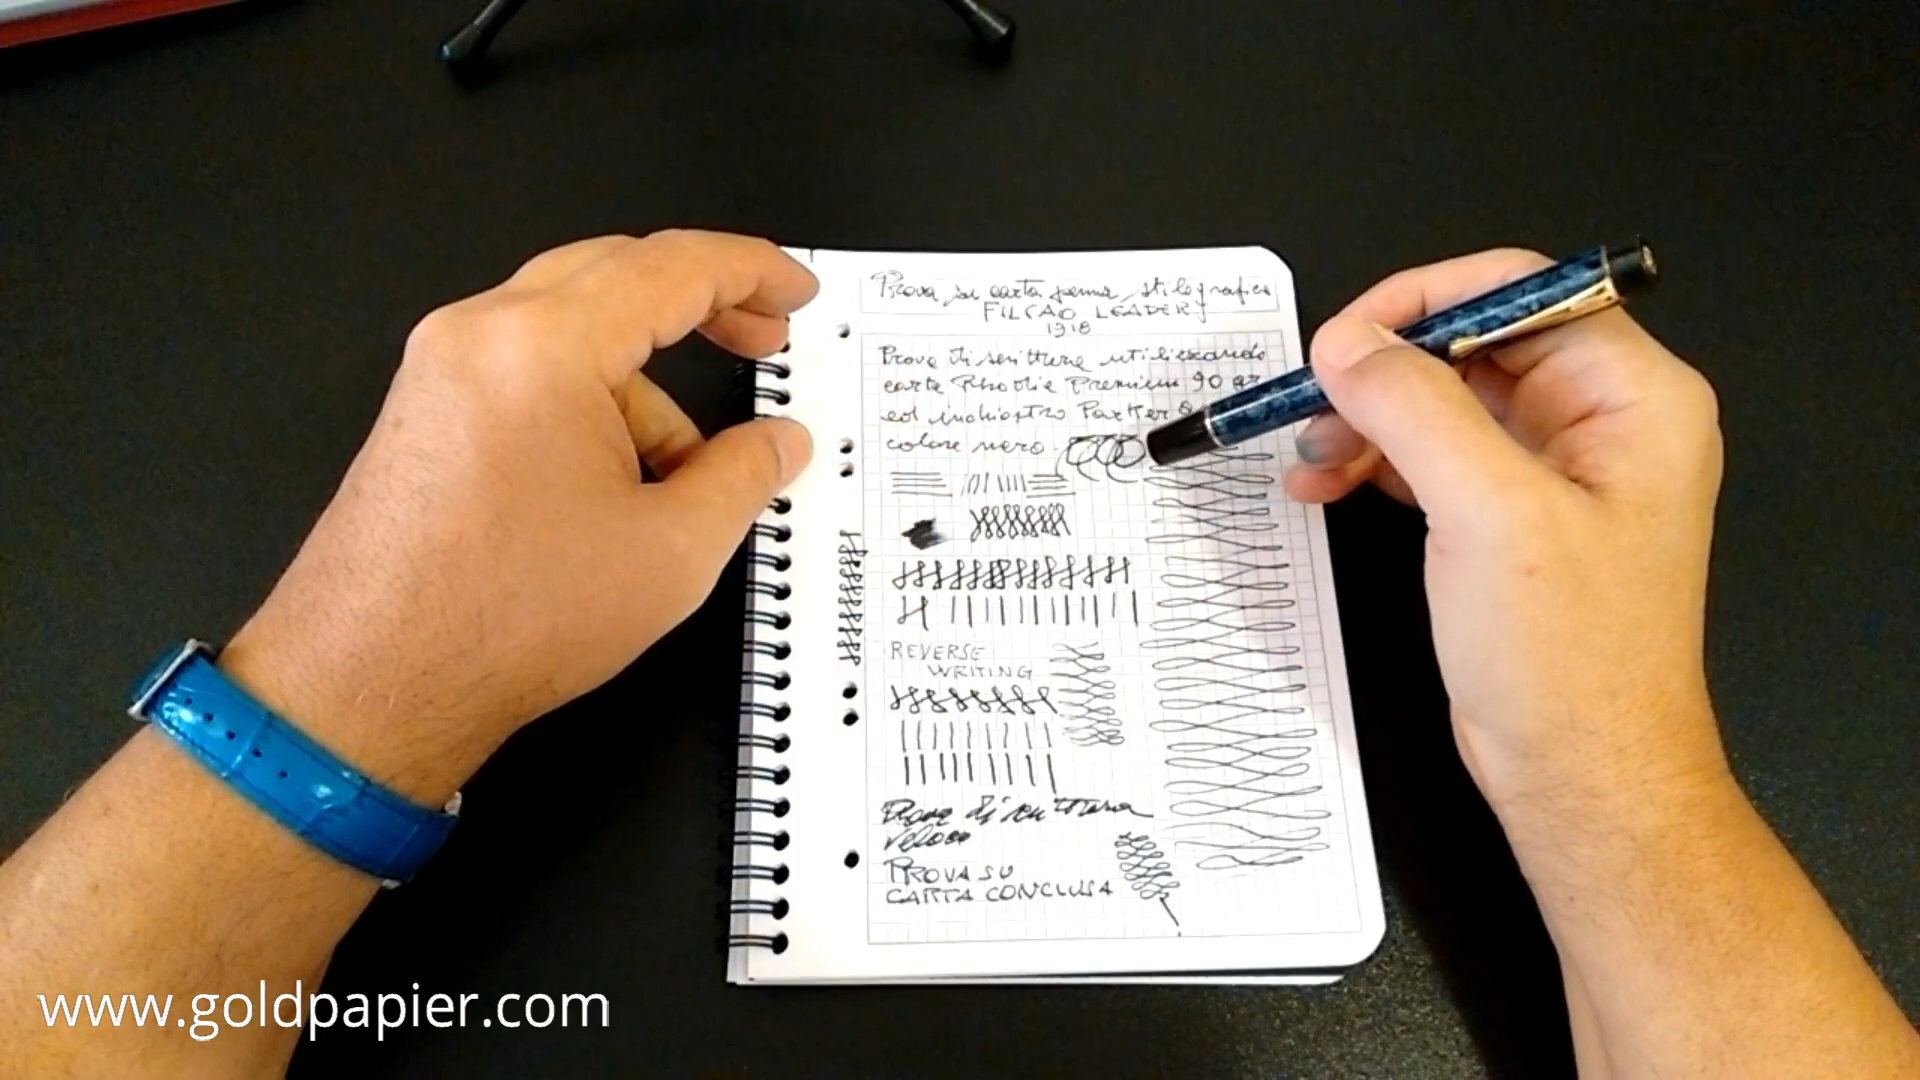 Prova su carta penna stilografica
FILCAO LEADER
1918
Prova di scrittura utilizzando
carta Rhodia Premium 90 gr
ed inchiostro Parker
colore nero.
REVERSE
WRITING
Prova di scrittura
veloce
PROVA SU
CARTA CONCLUSA
www.goldpapier.com